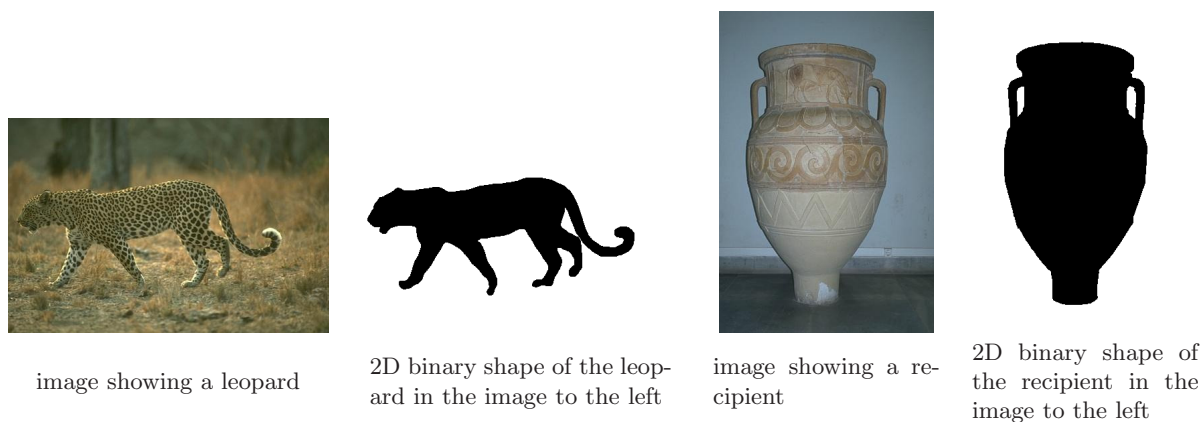 image showing a leopard
2D binary shape of the leop-
ard in the image to the left
image showing a re-
cipient
2D binary shape of
the recipient in the
image to the left